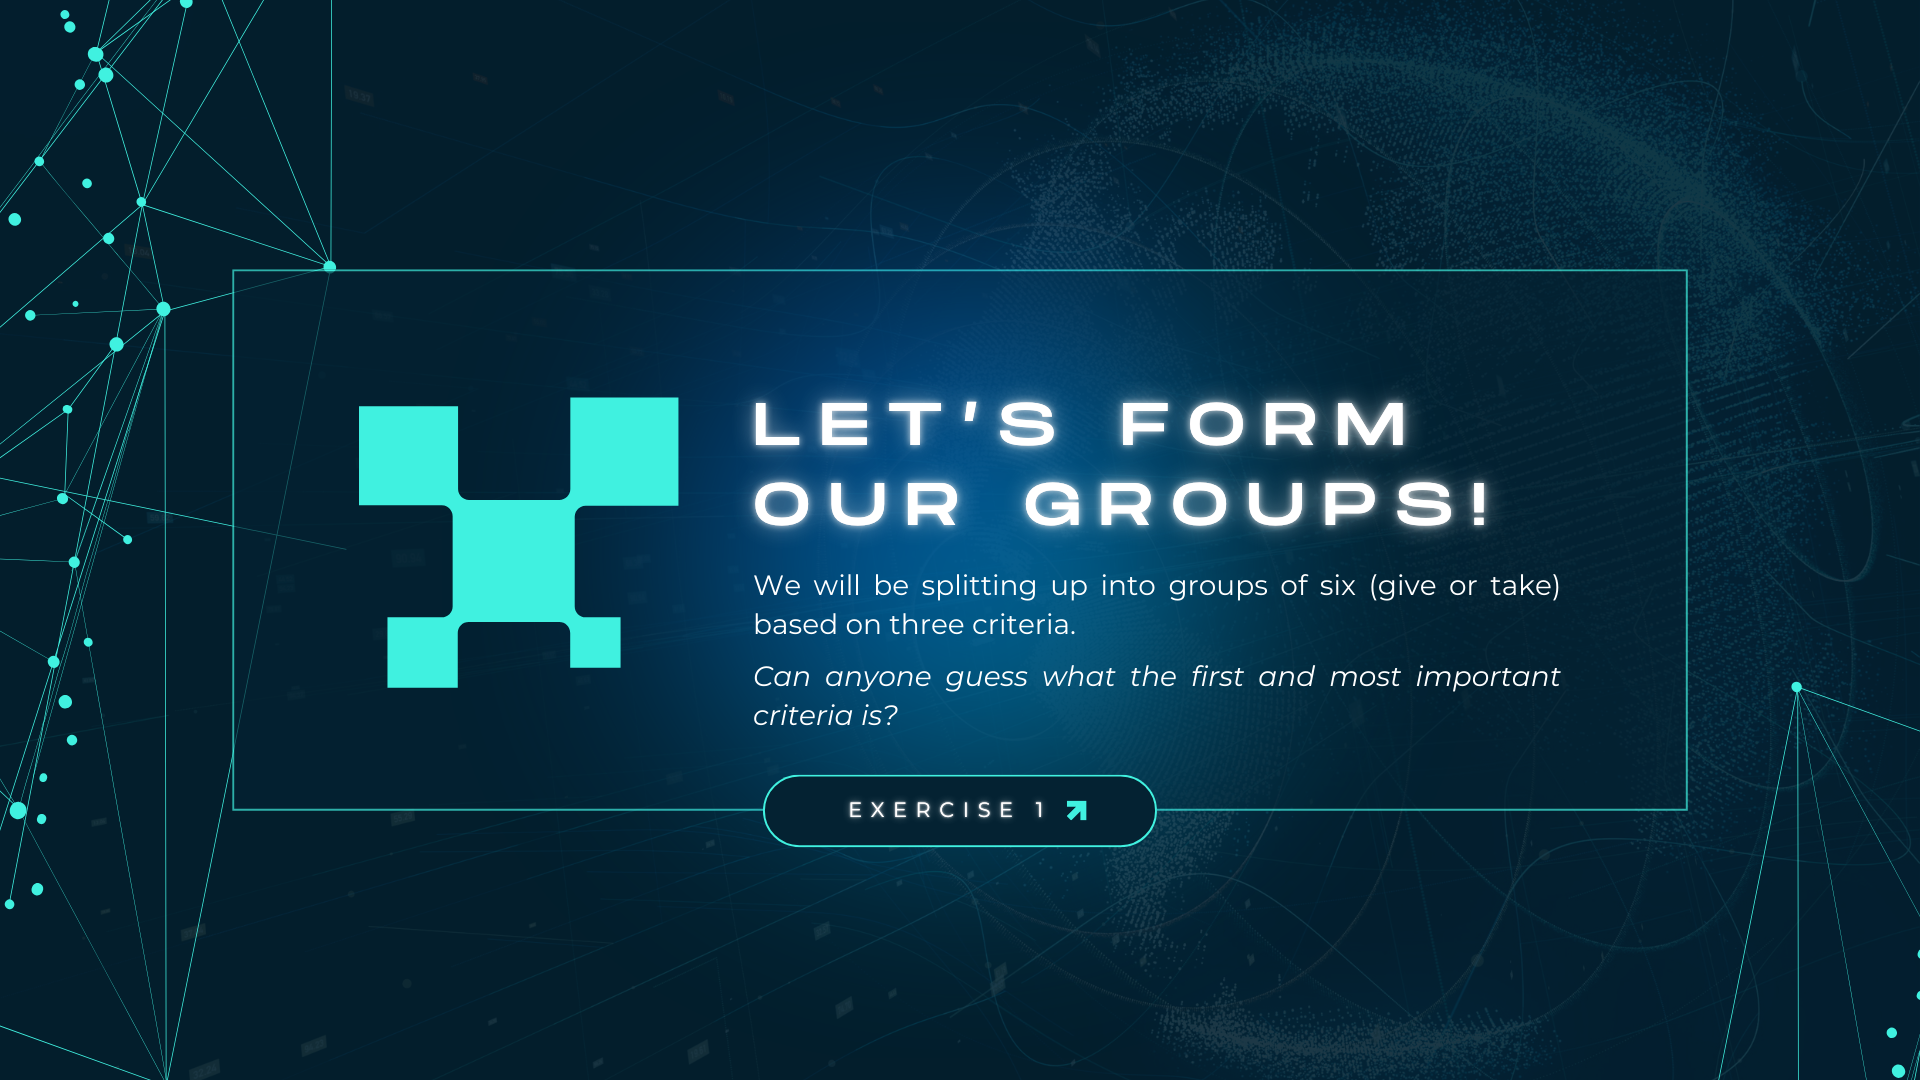 LET'S FORM
OUR GROUPS!
We will be splitting up into groups of six (give or take)
based on three criteria.
Can anyone guess what the first and most important
criteria is?
EXERCISE 1